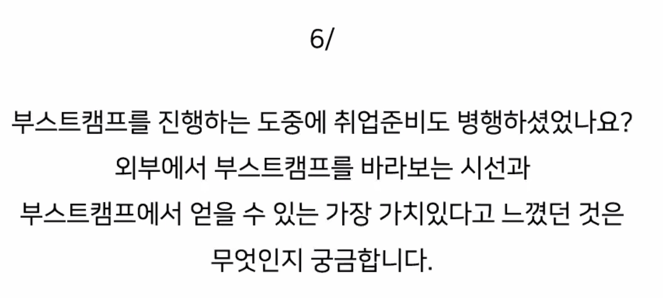 6/
부스트캠프를 진행하는 도중에 취업준비도 병행하셨었나요?
외부에서 부스트캠프를 바라보는 시선과
부스트캠프에서 얻을 수 있는 가장 가치있다고 느꼈던 것은
무엇인지 궁금합니다.